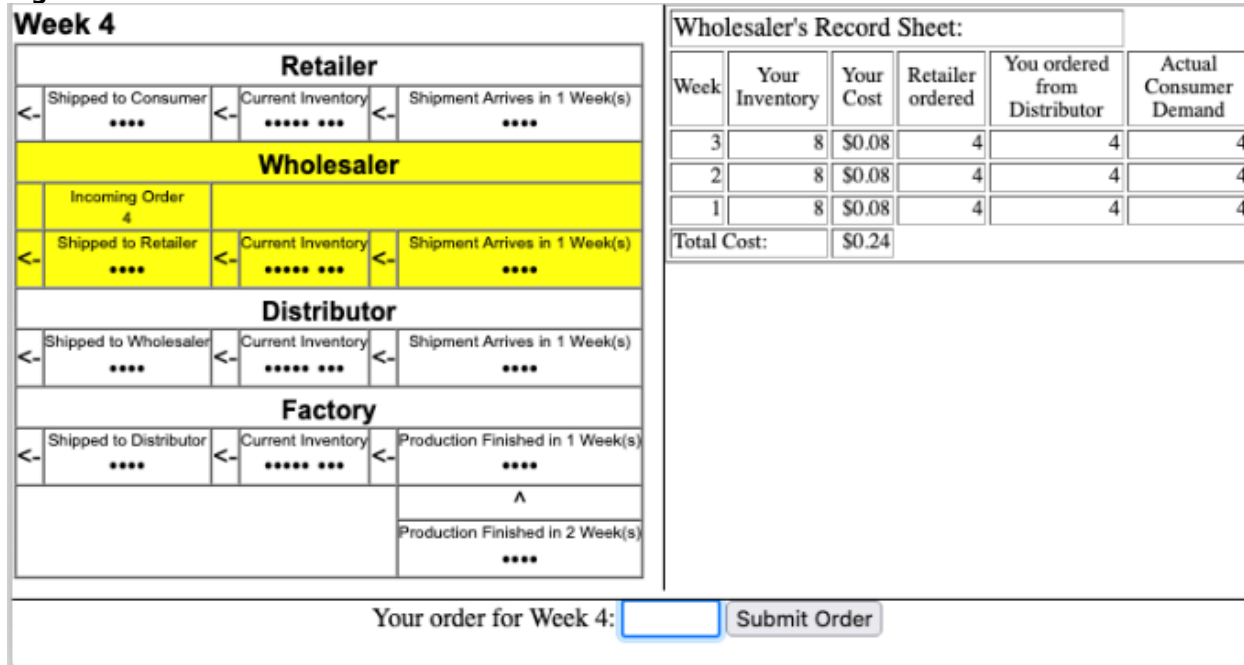 Week 4
Retailer
<- Shipped to Consumer <- Current Inventory <- Shipment Arrives in 1 Week(s)
•••• ••••• ••• ••••
Wholesaler
Incoming Order
4
<- Shipped to Retailer <- Current Inventory <- Shipment Arrives in 1 Week(s)
•••• ••••• ••• ••••
Distributor
<- Shipped to Wholesaler <- Current Inventory <- Shipment Arrives in 1 Week(s)
•••• ••••• ••• ••••
Factory
<- Shipped to Distributor <- Current Inventory <- Production Finished in 1 Week(s)
•••• ••••• ••• ••••
^
Production Finished in 2 Week(s)
••••
Wholesaler's Record Sheet:
Week Your Inventory Your Cost Retailer ordered You ordered from Distributor Actual Consumer Demand
3 8 $0.08 4 4 4
2 8 $0.08 4 4 4
1 8 $0.08 4 4 4
Total Cost: $0.24
Your order for Week 4: Submit Order